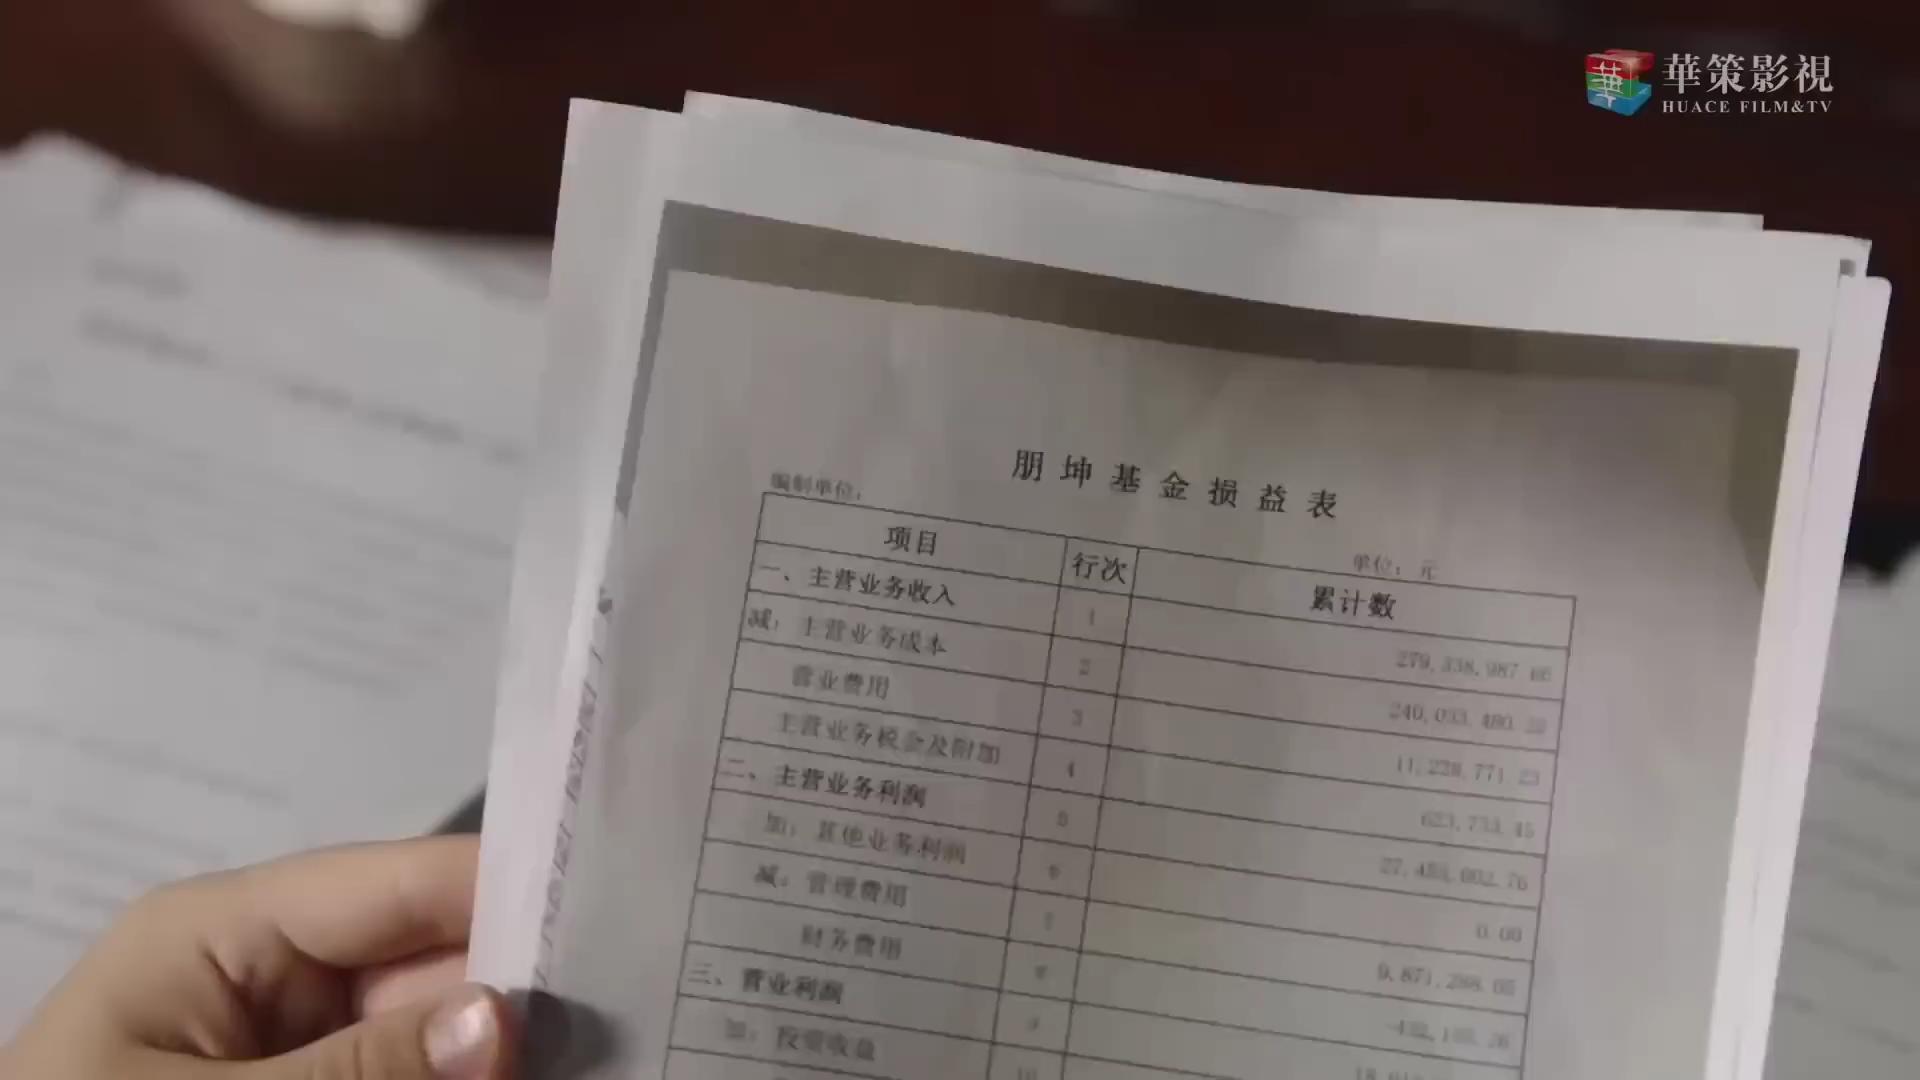 華策影視
HUACE FILM&TV
朋坤基金损益表
编制单位：
单位：元
项目 行次 累计数
一、主营业务收入 1 279,338,987.66
减：主营业务成本 2 240,033,480.22
营业费用 3 11,228,771.23
主营业务税金及附加 4 623,733.45
二、主营业务利润 5 27,453,002.76
加：其他业务利润 6 0.00
减：管理费用 7 9,871,288.05
财务费用 8
三、营业利润 9
加：投资收益 10